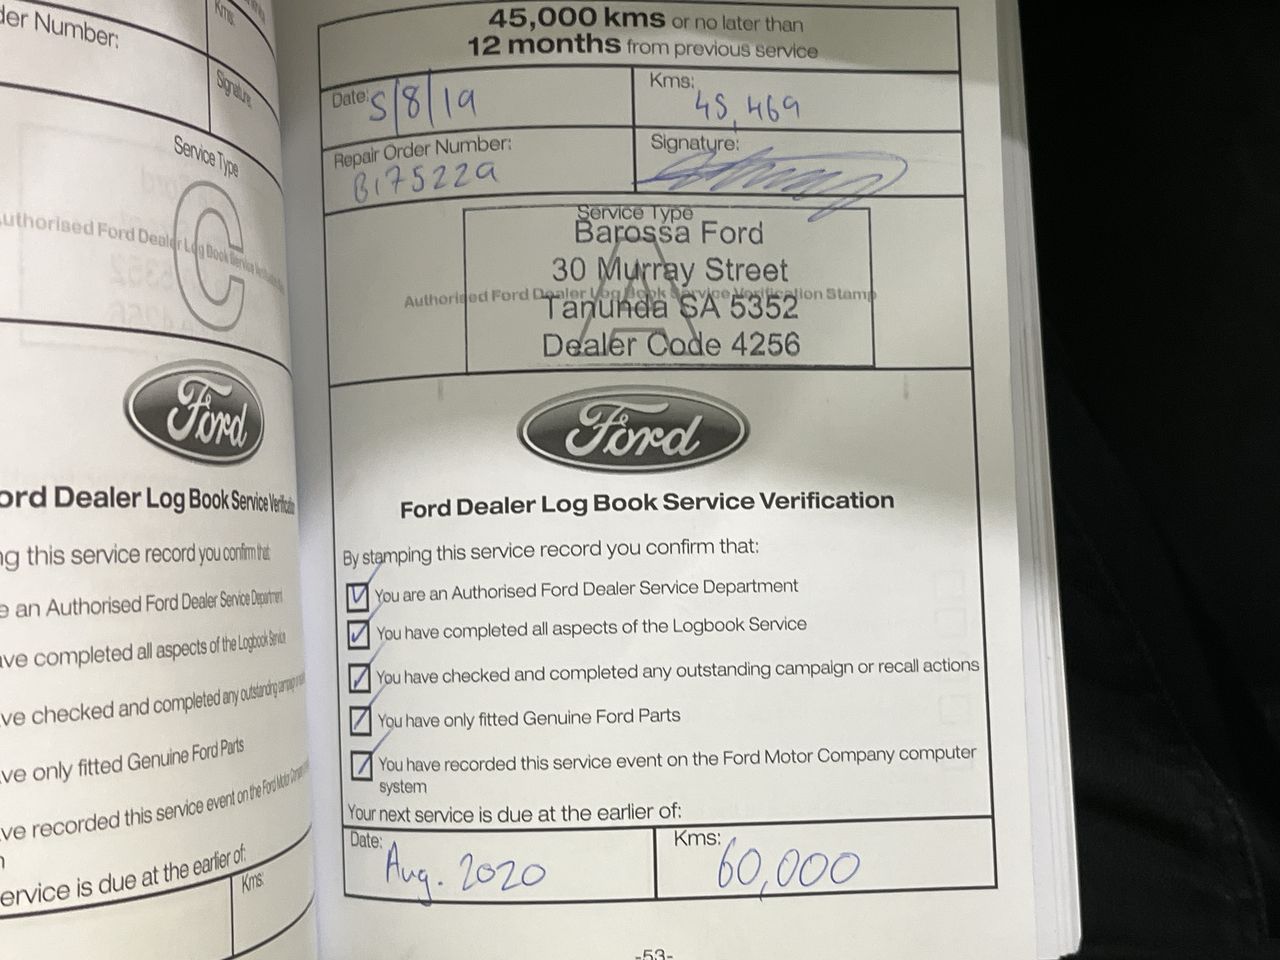 der Number:
Kms:
Signature:
Service Type
C
uthorised Ford Dealer Log Book Service
Ford
ord Dealer Log Book Service
ng this service record you confirm that:
e an Authorised Ford Dealer Service Department
ave completed all aspects of the Logbook Service
ve checked and completed any outstanding
ve only fitted Genuine Ford Parts
ve recorded this service event on the Ford Motor
ervice is due at the earlier of:
Kms:
45,000 kms or no later than
12 months from previous service
Date: 5/8/19
Kms: 45,469
Repair Order Number: B175229
Signature:
Service Type
A
Authorised Ford Dealer Log Book Service Verification Stamp
Barossa Ford
30 Murray Street
Tanunda SA 5352
Dealer Code 4256
Ford
Ford Dealer Log Book Service Verification
By stamping this service record you confirm that:
You are an Authorised Ford Dealer Service Department
You have completed all aspects of the Logbook Service
You have checked and completed any outstanding campaign or recall actions
You have only fitted Genuine Ford Parts
You have recorded this service event on the Ford Motor Company computer
system
Your next service is due at the earlier of:
Date: Aug. 2020
Kms: 60,000
-53-